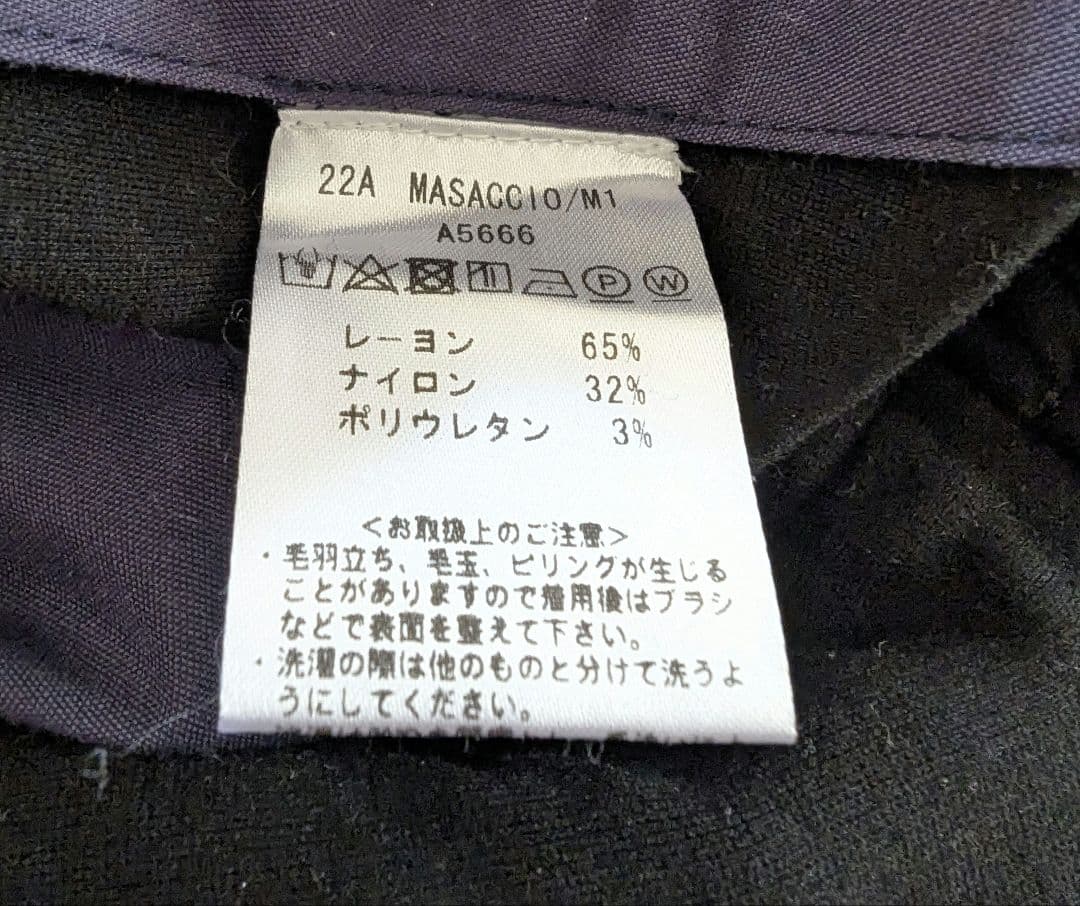 22A MASACCIO/M1
A5666
P W
レーヨン 65%
ナイロン 32%
ポリウレタン 3%
<お取扱上のご注意>
・毛羽立ち、毛玉、ピリングが生じる
ことがありますので着用後はブラシ
などで表面を整えて下さい。
・洗濯の際は他のものと分けて洗うよ
うにしてください。